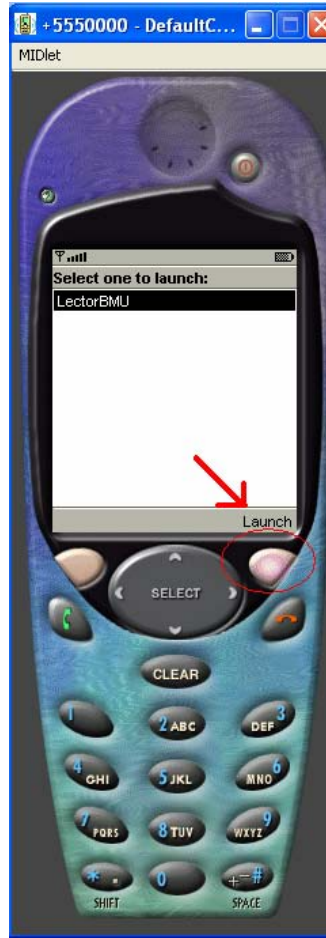 +5550000 - DefaultC...
MIDlet
Select one to launch:
LectorBMU
Launch
SELECT
CLEAR
1
2 ABC
DEF 3
4 GHI
5 JKL
MNO 6
7 PQRS
8 TUV
WXYZ 9
* .
0
+-#
SHIFT
SPACE